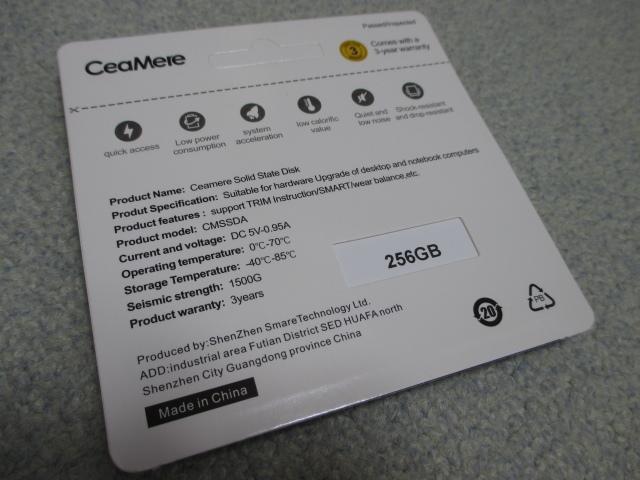 Passed/Inspected
CeaMere
3
Comes with a
3-year warranty
quick access
Low power
consumption
system
acceleration
low calorific
value
Quiet and
low noise
Shock-resistant
and drop-resistant
Product Name: Ceamere Solid State Disk
Produt Specification: Suitable for hardware Upgrade of desktop and notebook computers
Product features : support TRIM Instruction/SMART/wear balance,etc.
Product model: CMSSDA
Current and voltage: DC 5V-0.95A
Operating temperature: 0℃-70℃
Storage Temperature: -40℃-85℃
Seismic strength: 1500G
Product waranty: 3years
256GB
Produced by:ShenZhen SmareTechnology Ltd.
ADD:industrial area Futian District SED HUAFA north
Shenzhen City Guangdong province China
Made in China
20
PB